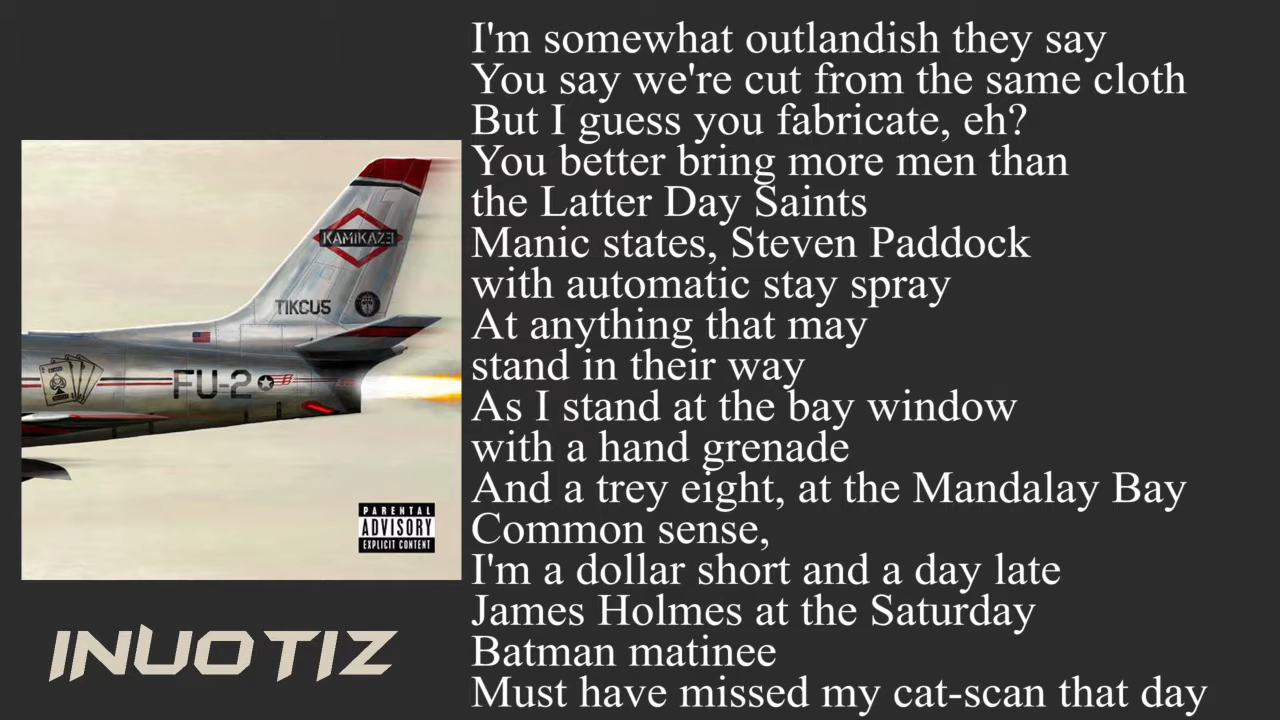 I'm somewhat outlandish they say
You say we're cut from the same cloth
But I guess you fabricate, eh?
You better bring more men than
the Latter Day Saints
Manic states, Steven Paddock
with automatic stay spray
At anything that may
stand in their way
As I stand at the bay window
with a hand grenade
And a trey eight, at the Mandalay Bay
Common sense,
I'm a dollar short and a day late
James Holmes at the Saturday
Batman matinee
Must have missed my cat-scan that day
KAMIKAZE
TIKCUS
FU-2
PARENTAL
ADVISORY
EXPLICIT CONTENT
INUOTIZ